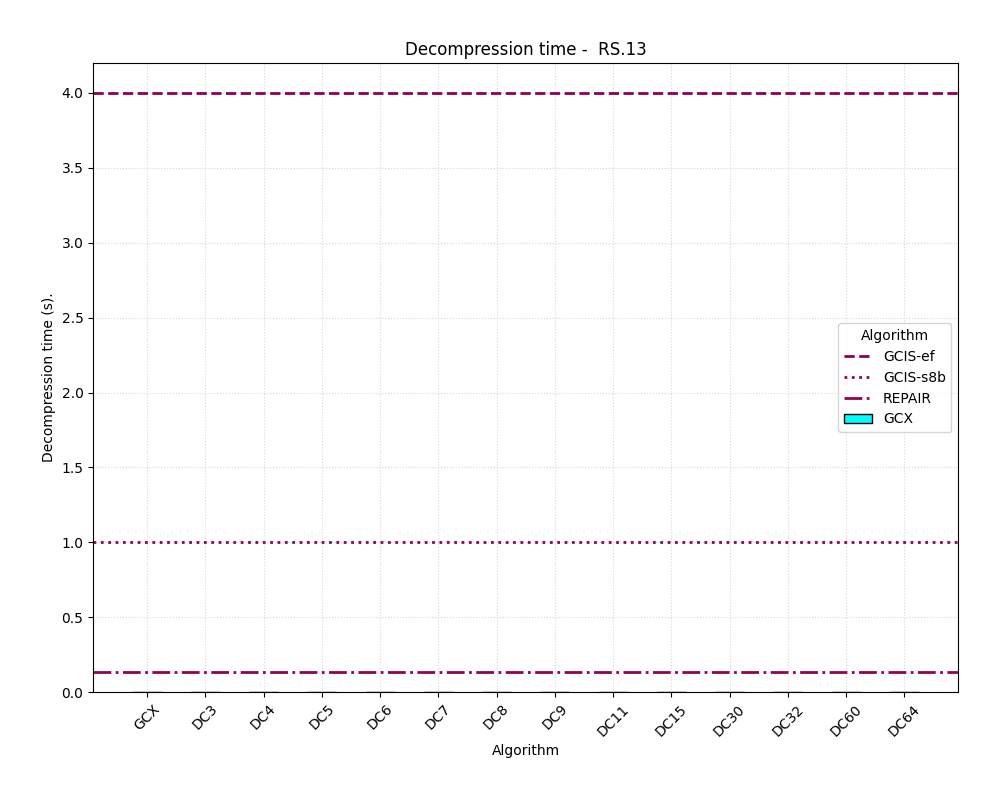 Decompression time -  RS.13
4.0
3.5
3.0
2.5
2.0
1.5
1.0
0.5
0.0
Decompression time (s).
Algorithm
GCIS-ef
GCIS-s8b
REPAIR
GCX
GCX
DC3
DC4
DC5
DC6
DC7
DC8
DC9
DC11
DC15
DC30
DC32
DC60
DC64
Algorithm